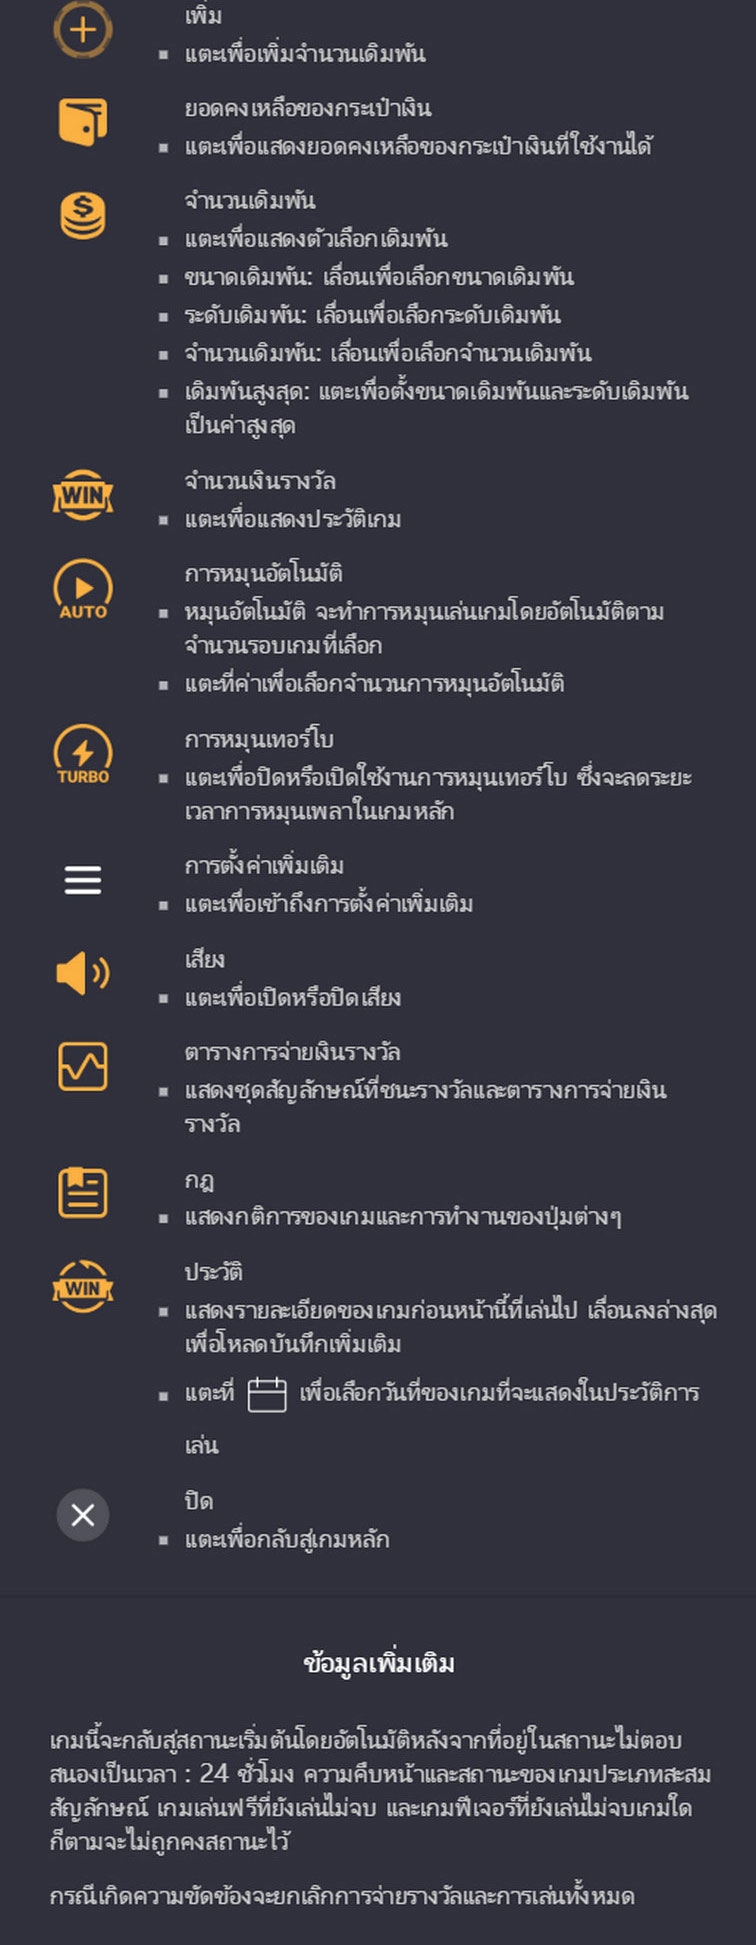 เพิ่ม
แตะเพื่อเพิ่มจำนวนเดิมพัน
ยอดคงเหลือของกระเป๋าเงิน
แตะเพื่อแสดงยอดคงเหลือของกระเป๋าเงินที่ใช้งานได้
จำนวนเดิมพัน
แตะเพื่อแสดงตัวเลือกเดิมพัน
ขนาดเดิมพัน: เลื่อนเพื่อเลือกขนาดเดิมพัน
ระดับเดิมพัน: เลื่อนเพื่อเลือกระดับเดิมพัน
จำนวนเดิมพัน: เลื่อนเพื่อเลือกจำนวนเดิมพัน
เดิมพันสูงสุด: แตะเพื่อตั้งขนาดเดิมพันและระดับเดิมพัน
เป็นค่าสูงสุด
WIN
จำนวนเงินรางวัล
แตะเพื่อแสดงประวัติเกม
AUTO
การหมุนอัตโนมัติ
หมุนอัตโนมัติ จะทำการหมุนเล่นเกมโดยอัตโนมัติตาม
จำนวนรอบเกมที่เลือก
แตะที่ค่าเพื่อเลือกจำนวนการหมุนอัตโนมัติ
TURBO
การหมุนเทอร์โบ
แตะเพื่อปิดหรือเปิดใช้งานการหมุนเทอร์โบ ซึ่งจะลดระยะ
เวลาการหมุนเพลาในเกมหลัก
การตั้งค่าเพิ่มเติม
แตะเพื่อเข้าถึงการตั้งค่าเพิ่มเติม
เสียง
แตะเพื่อเปิดหรือปิดเสียง
ตารางการจ่ายเงินรางวัล
แสดงชุดสัญลักษณ์ที่ชนะรางวัลและตารางการจ่ายเงิน
รางวัล
กฎ
แสดงกติการของเกมและการทำงานของปุ่มต่างๆ
WIN
ประวัติ
แสดงรายละเอียดของเกมก่อนหน้านี้ที่เล่นไป เลื่อนลงล่างสุด
เพื่อโหลดบันทึกเพิ่มเติม
แตะที่ เพื่อเลือกวันที่ของเกมที่จะแสดงในประวัติการ
เล่น
ปิด
แตะเพื่อกลับสู่เกมหลัก
ข้อมูลเพิ่มเติม
เกมนี้จะกลับสู่สถานะเริ่มต้นโดยอัตโนมัติหลังจากที่อยู่ในสถานะไม่ตอบ
สนองเป็นเวลา : 24 ชั่วโมง ความคืบหน้าและสถานะของเกมประเภทสะสม
สัญลักษณ์ เกมเล่นฟรีที่ยังเล่นไม่จบ และเกมฟีเจอร์ที่ยังเล่นไม่จบเกมใด
ก็ตามจะไม่ถูกคงสถานะไว้
กรณีเกิดความขัดข้องจะยกเลิกการจ่ายรางวัลและการเล่นทั้งหมด